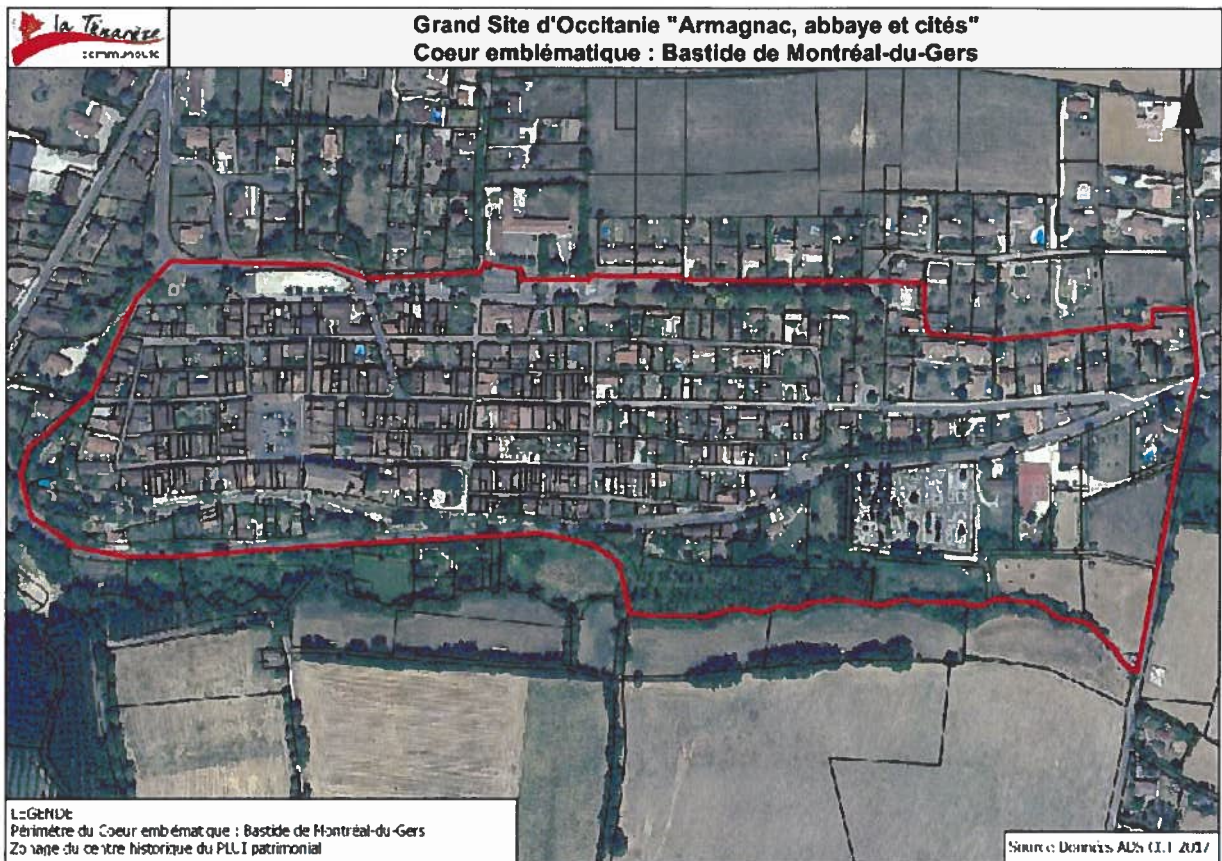 la Ténarèze
Grand Site d'Occitanie "Armagnac, abbaye et cités"
Coeur emblématique : Bastide de Montréal-du-Gers
LEGENDE
Périmètre du Coeur emblématique : Bastide de Montréal-du-Gers
Zonage du centre historique du PLUI patrimonial
Source Données ADS CCT 2017